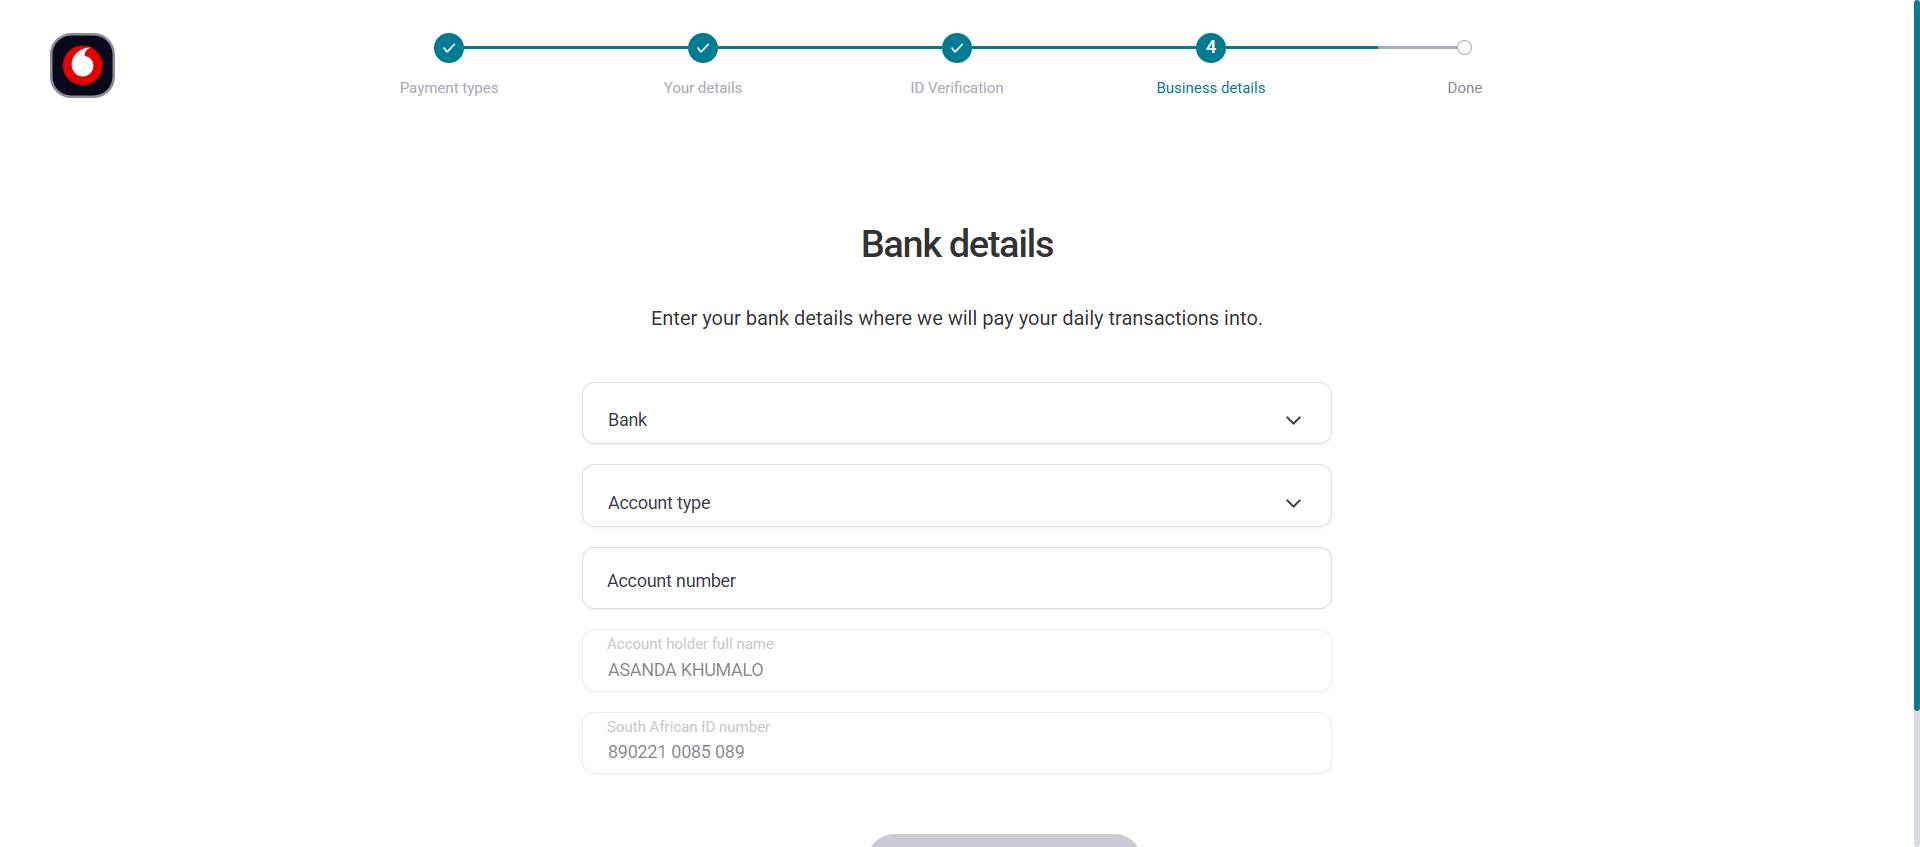 4
Payment types
Your details
ID Verification
Business details
Done
Bank details
Enter your bank details where we will pay your daily transactions into.
Bank
Account type
Account number
Account holder full name
ASANDA KHUMALO
South African ID number
890221 0085 089